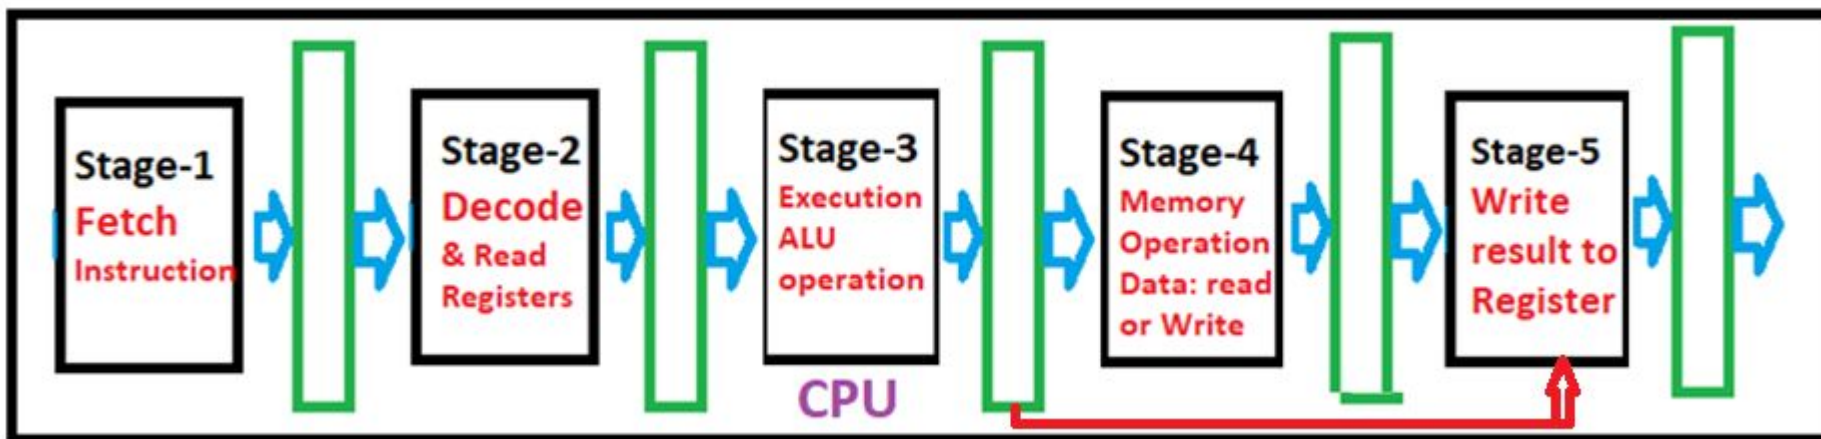 Stage-1
Fetch
Instruction
Stage-2
Decode
& Read
Registers
Stage-3
Execution
ALU
operation
Stage-4
Memory
Operation
Data: read
or Write
Stage-5
Write
result to
Register
CPU